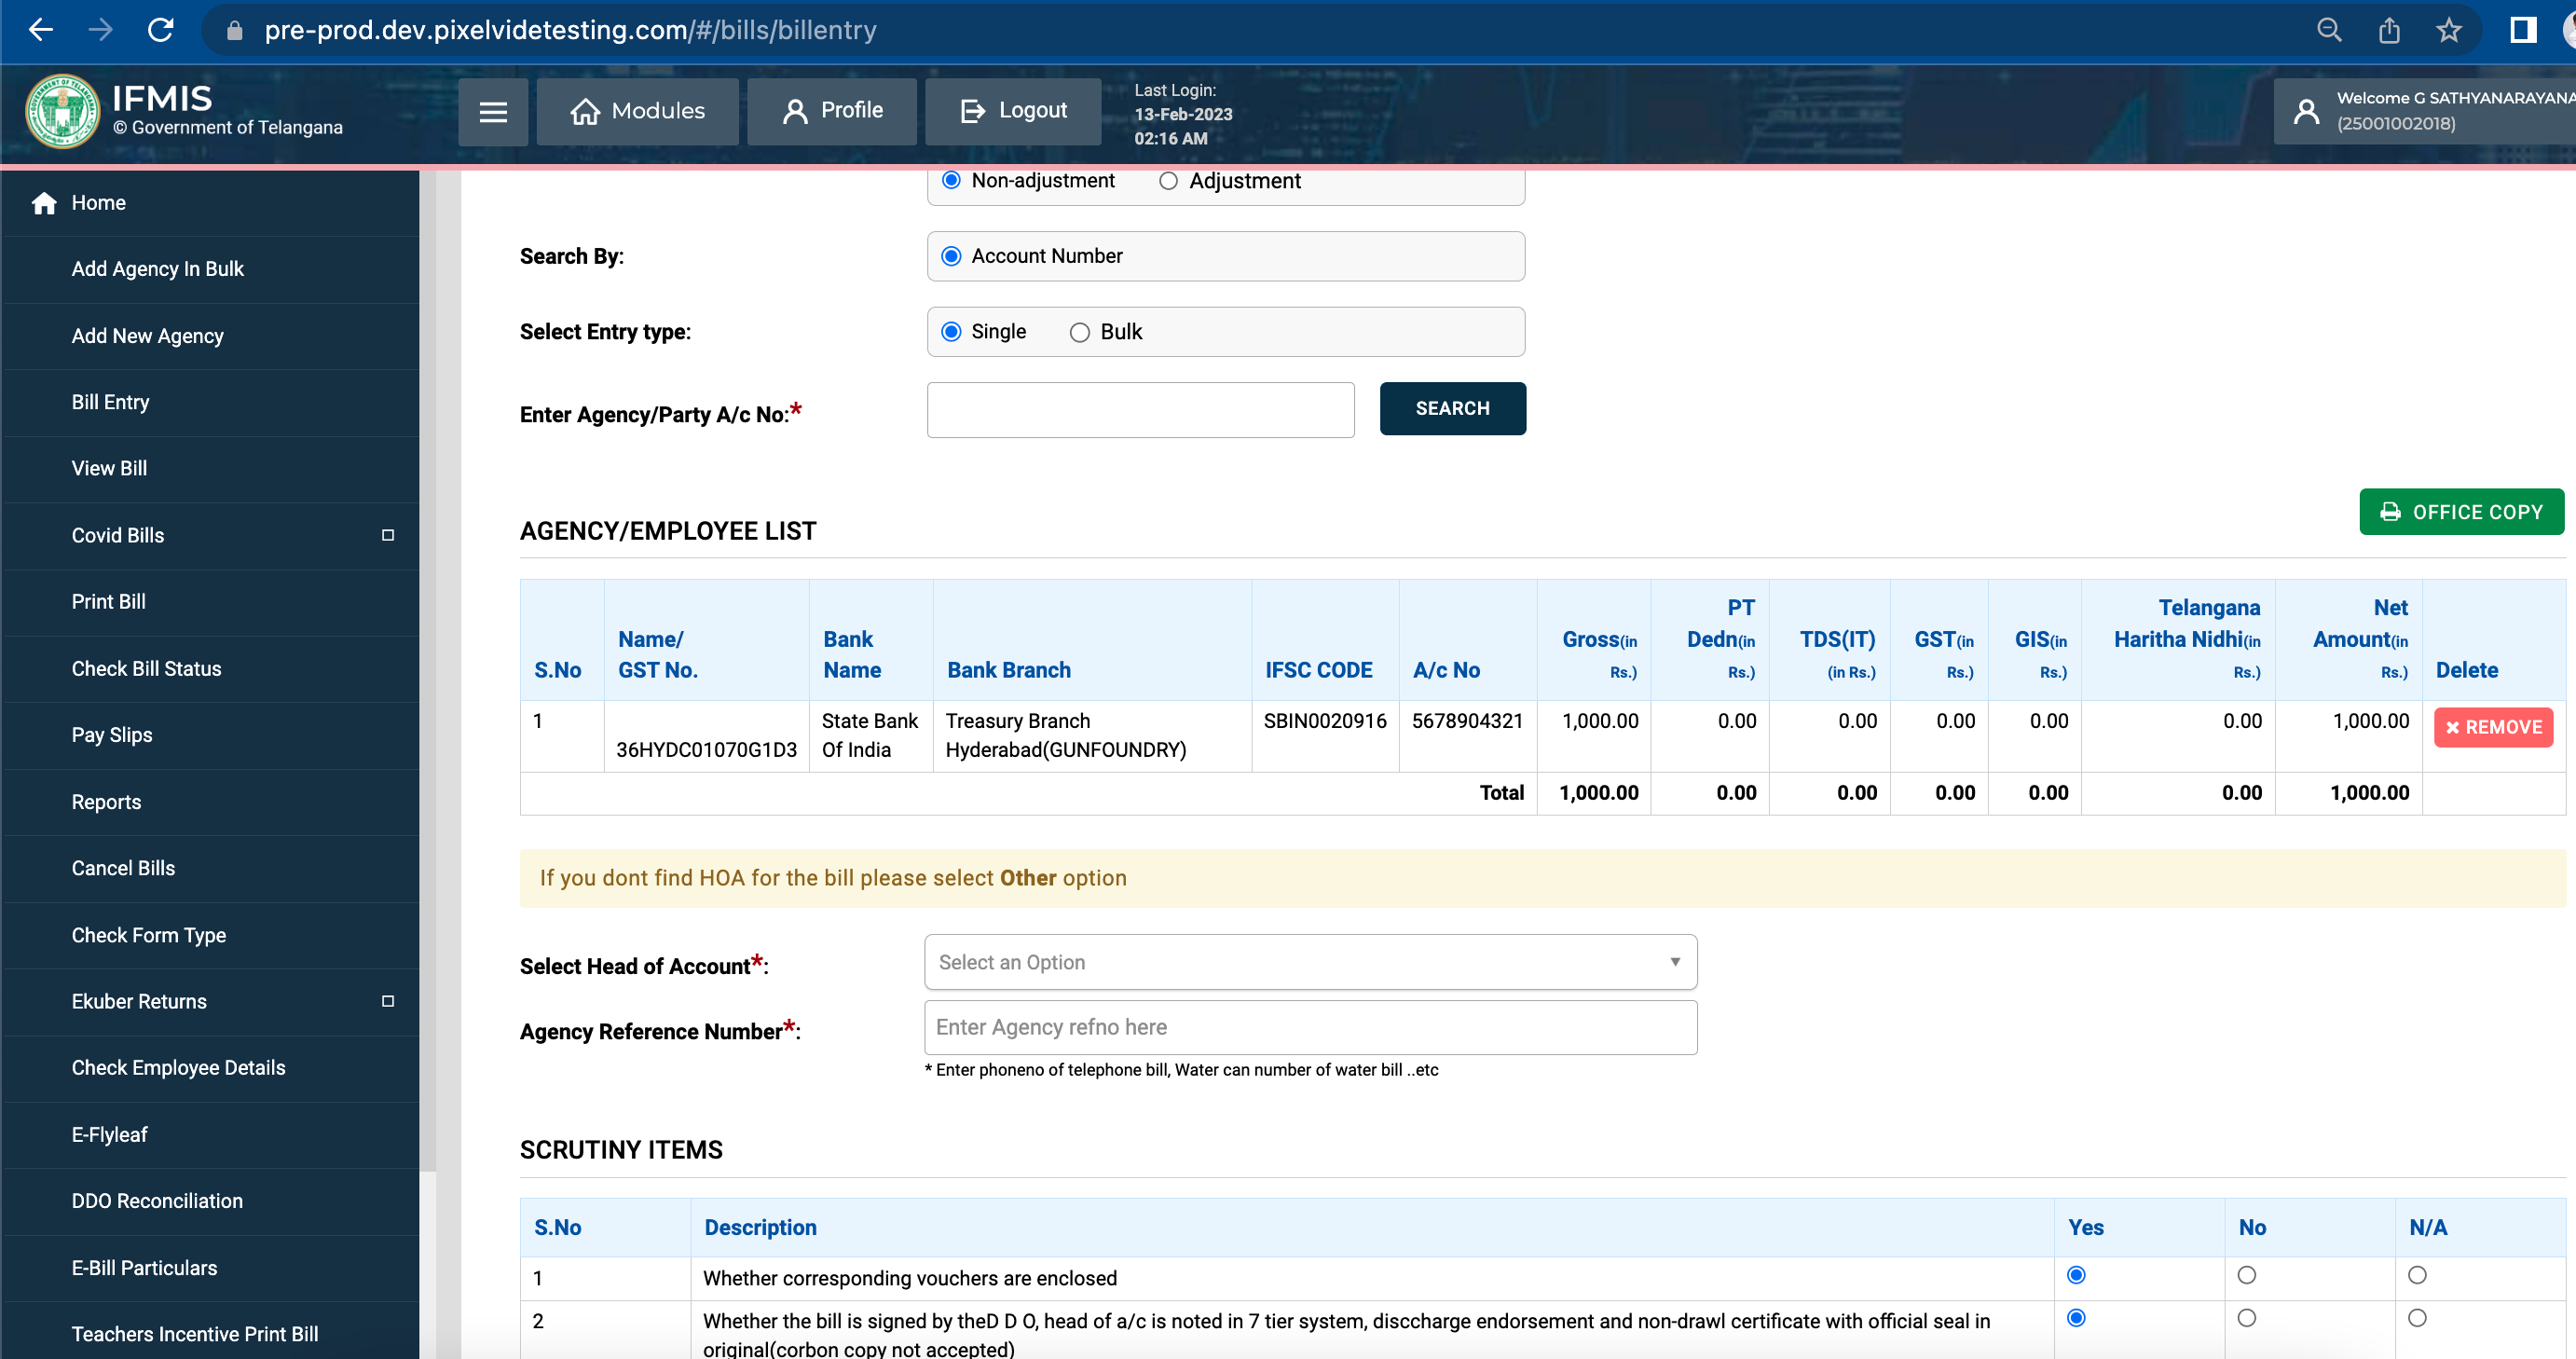 pre-prod.dev.pixelvidetesting.com/#/bills/billentry
IFMIS
© Government of Telangana
Modules
Profile
Logout
Last Login:
13-Feb-2023
02:16 AM
Welcome G SATHYANARAYANA
(25001002018)
Home
Add Agency In Bulk
Add New Agency
Bill Entry
View Bill
Covid Bills
Print Bill
Check Bill Status
Pay Slips
Reports
Cancel Bills
Check Form Type
Ekuber Returns
Check Employee Details
E-Flyleaf
DDO Reconciliation
E-Bill Particulars
Teachers Incentive Print Bill
Non-adjustment Adjustment
Search By: Account Number
Select Entry type: Single Bulk
Enter Agency/Party A/c No:* SEARCH
OFFICE COPY
AGENCY/EMPLOYEE LIST
S.No Name/ GST No. Bank Name Bank Branch IFSC CODE A/c No Gross(in Rs.) PT Dedn(in Rs.) TDS(IT) (in Rs.) GST(in Rs.) GIS(in Rs.) Telangana Haritha Nidhi(in Rs.) Net Amount(in Rs.) Delete
1 36HYDC01070G1D3 State Bank Of India Treasury Branch Hyderabad(GUNFOUNDRY) SBIN0020916 5678904321 1,000.00 0.00 0.00 0.00 0.00 0.00 1,000.00 REMOVE
Total 1,000.00 0.00 0.00 0.00 0.00 0.00 1,000.00
If you dont find HOA for the bill please select Other option
Select Head of Account*: Select an Option
Agency Reference Number*: Enter Agency refno here
* Enter phoneno of telephone bill, Water can number of water bill ..etc
SCRUTINY ITEMS
S.No Description Yes No N/A
1 Whether corresponding vouchers are enclosed
2 Whether the bill is signed by theD D O, head of a/c is noted in 7 tier system, disccharge endorsement and non-drawl certificate with official seal in
original(corbon copy not accepted)